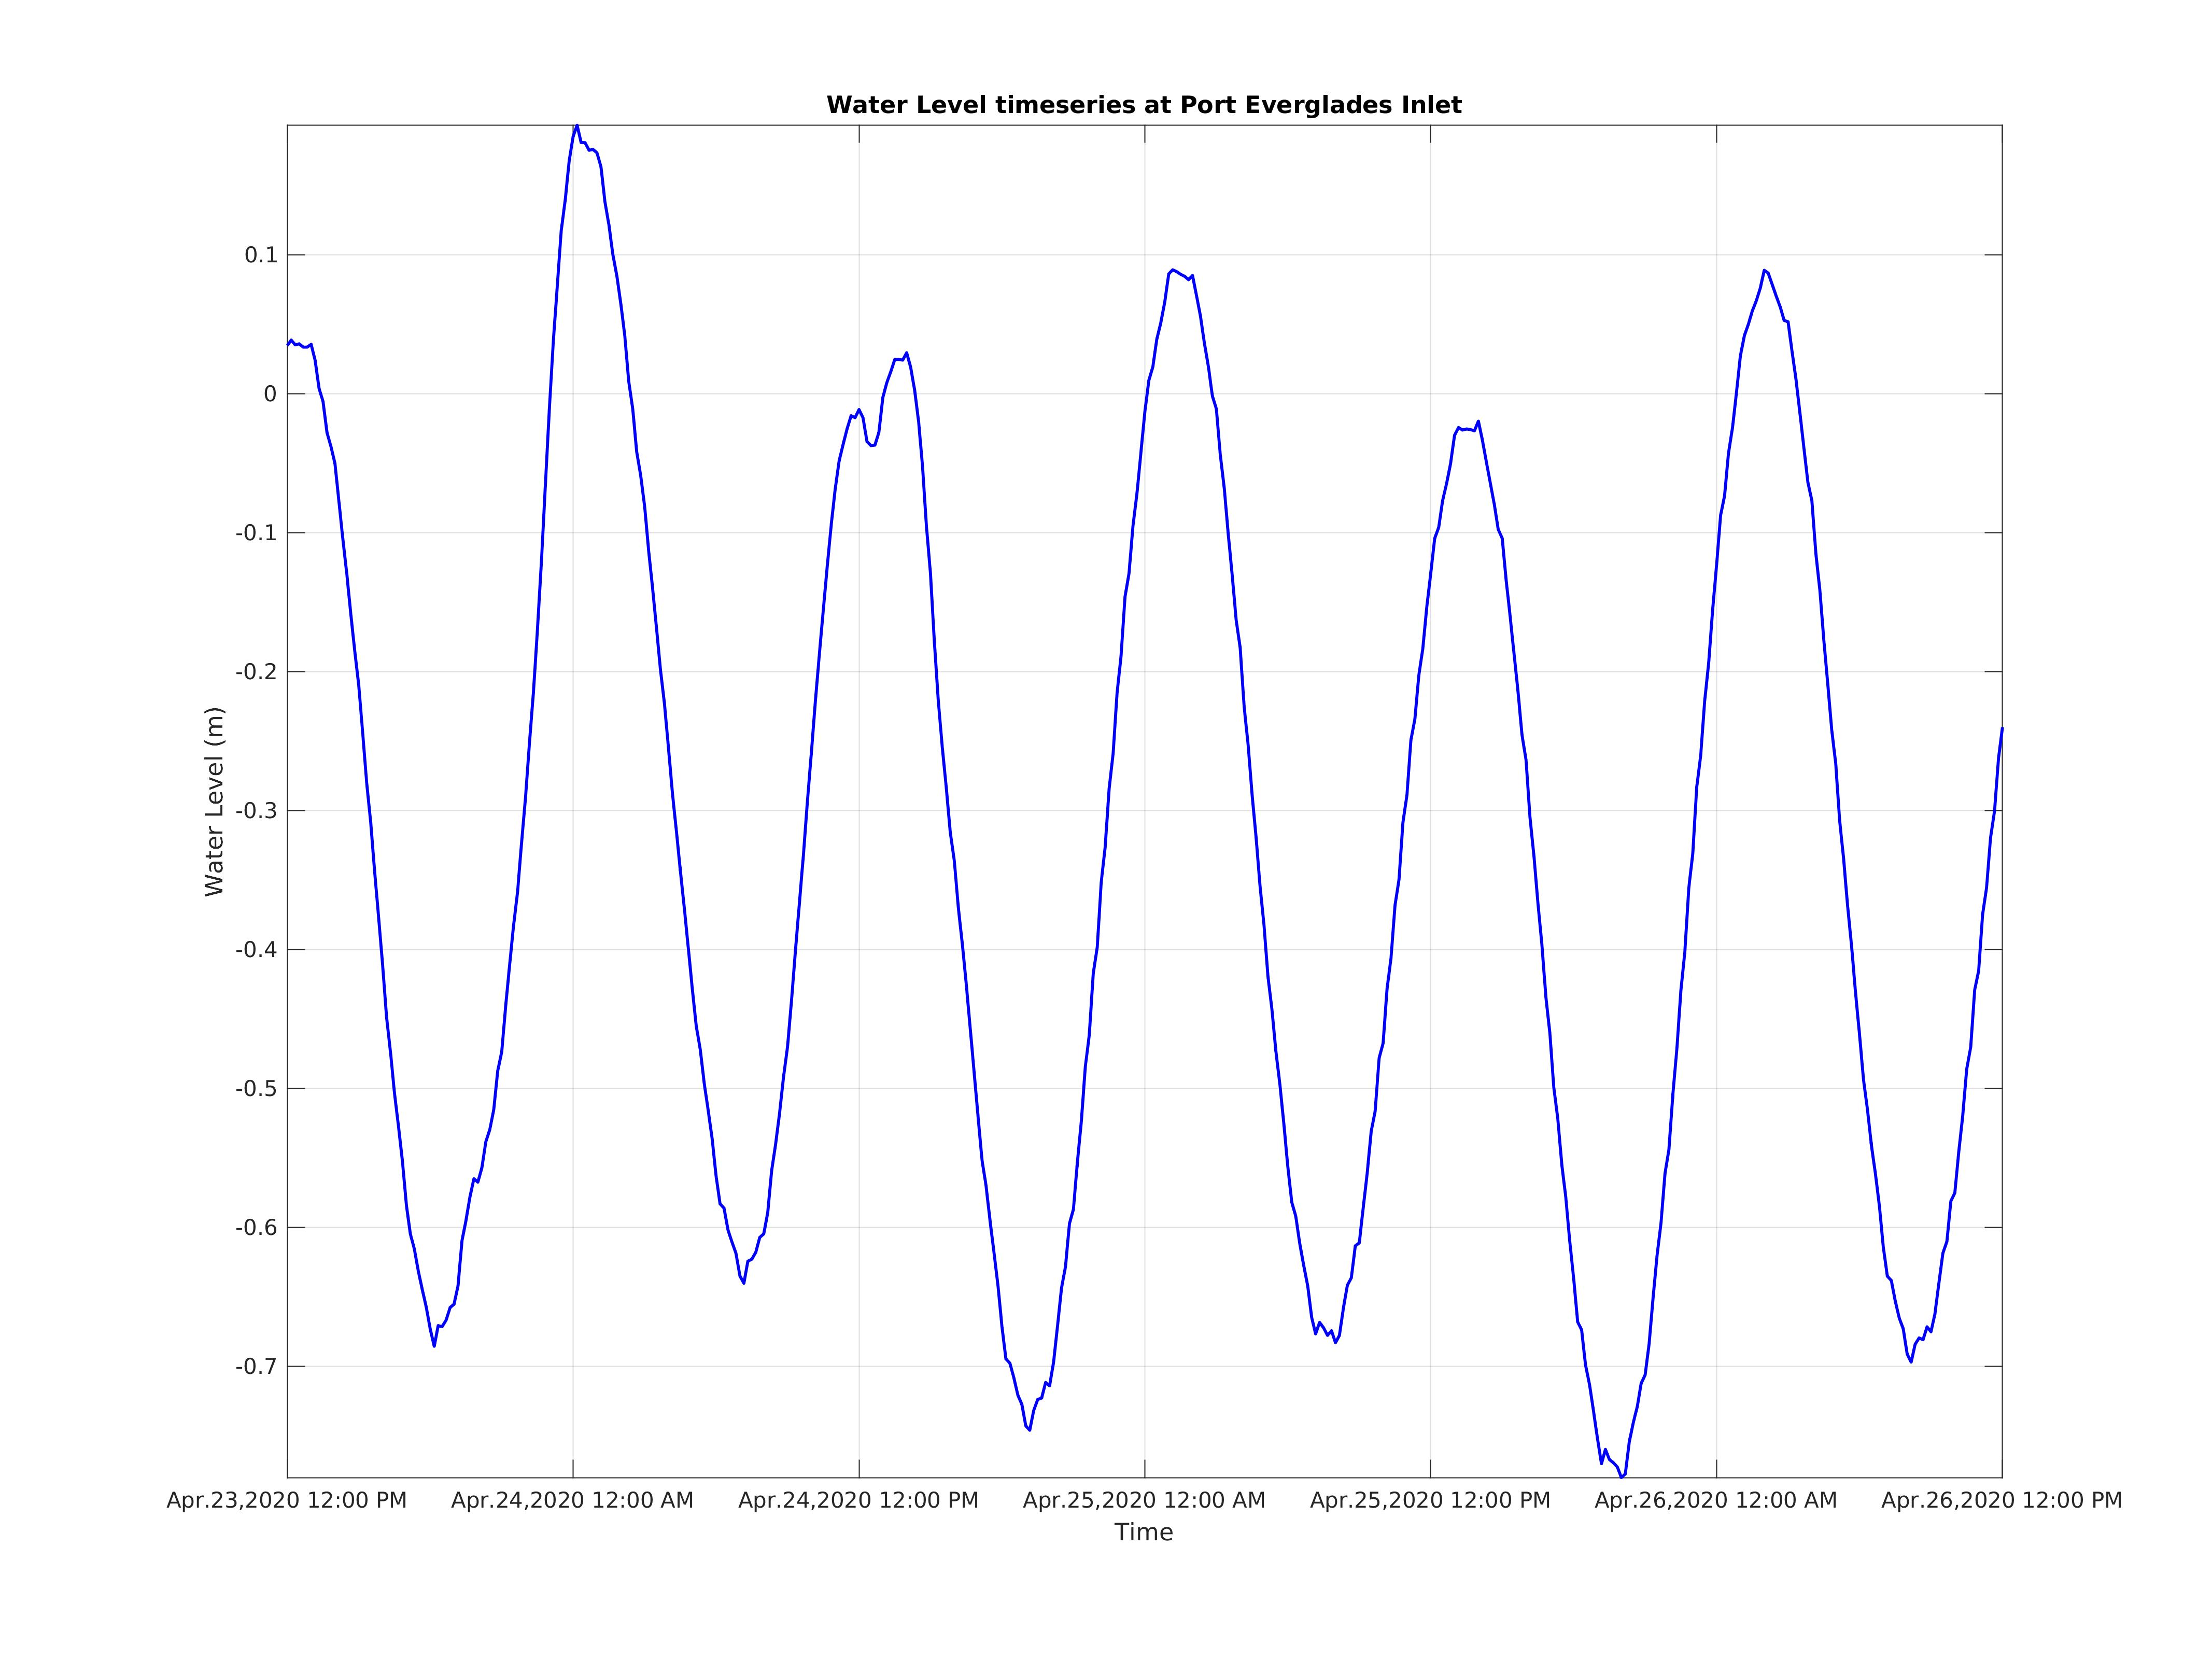 Water Level timeseries at Port Everglades Inlet
0.1
0
-0.1
-0.2
-0.3
-0.4
-0.5
-0.6
-0.7
Water Level (m)
Apr.23,2020 12:00 PM
Apr.24,2020 12:00 AM
Apr.24,2020 12:00 PM
Apr.25,2020 12:00 AM
Apr.25,2020 12:00 PM
Apr.26,2020 12:00 AM
Apr.26,2020 12:00 PM
Time